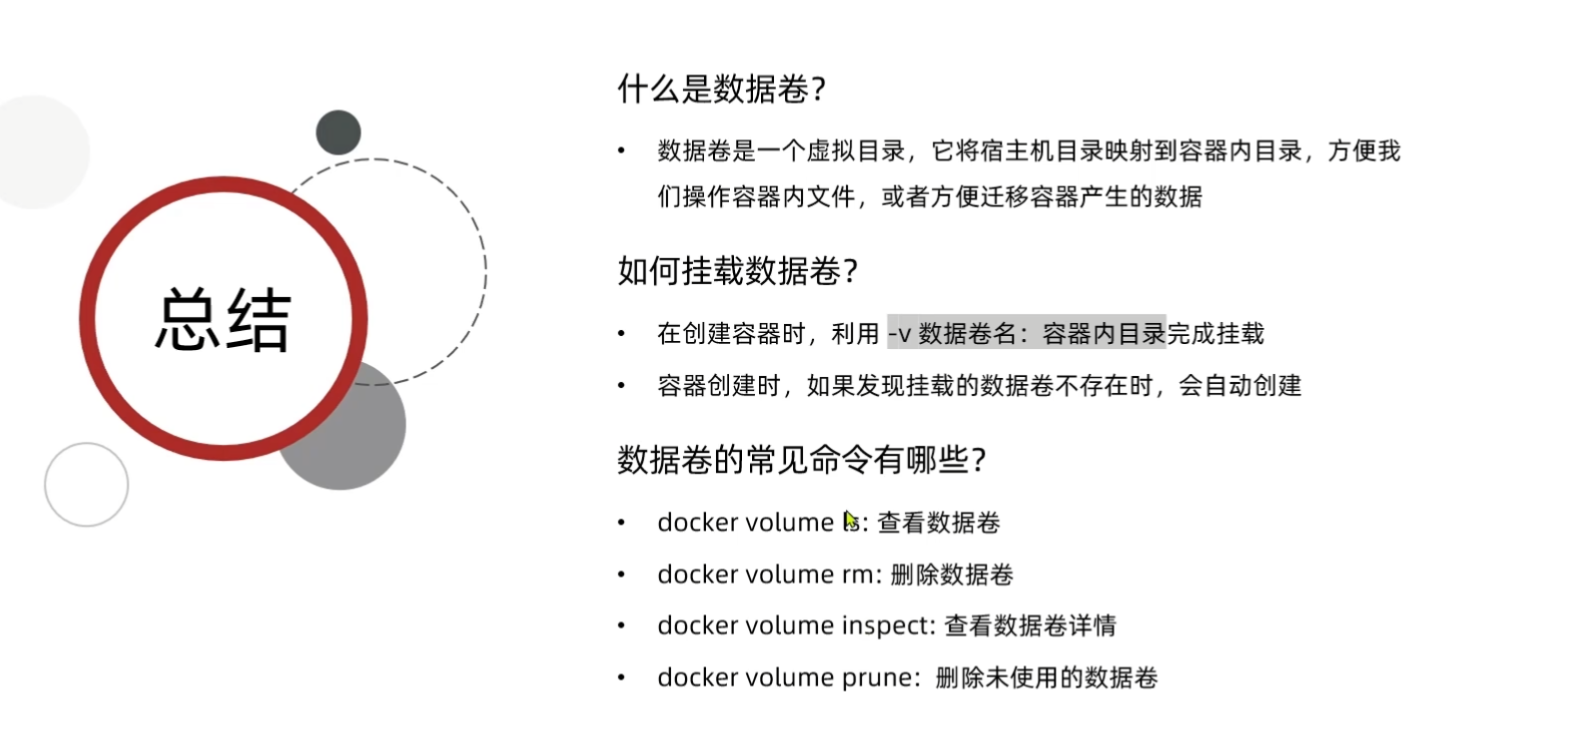 总结
什么是数据卷？
• 数据卷是一个虚拟目录，它将宿主机目录映射到容器内目录，方便我
们操作容器内文件，或者方便迁移容器产生的数据
如何挂载数据卷？
• 在创建容器时，利用 -v 数据卷名：容器内目录完成挂载
• 容器创建时，如果发现挂载的数据卷不存在时，会自动创建
数据卷的常见命令有哪些？
• docker volume ls: 查看数据卷
• docker volume rm: 删除数据卷
• docker volume inspect: 查看数据卷详情
• docker volume prune：删除未使用的数据卷